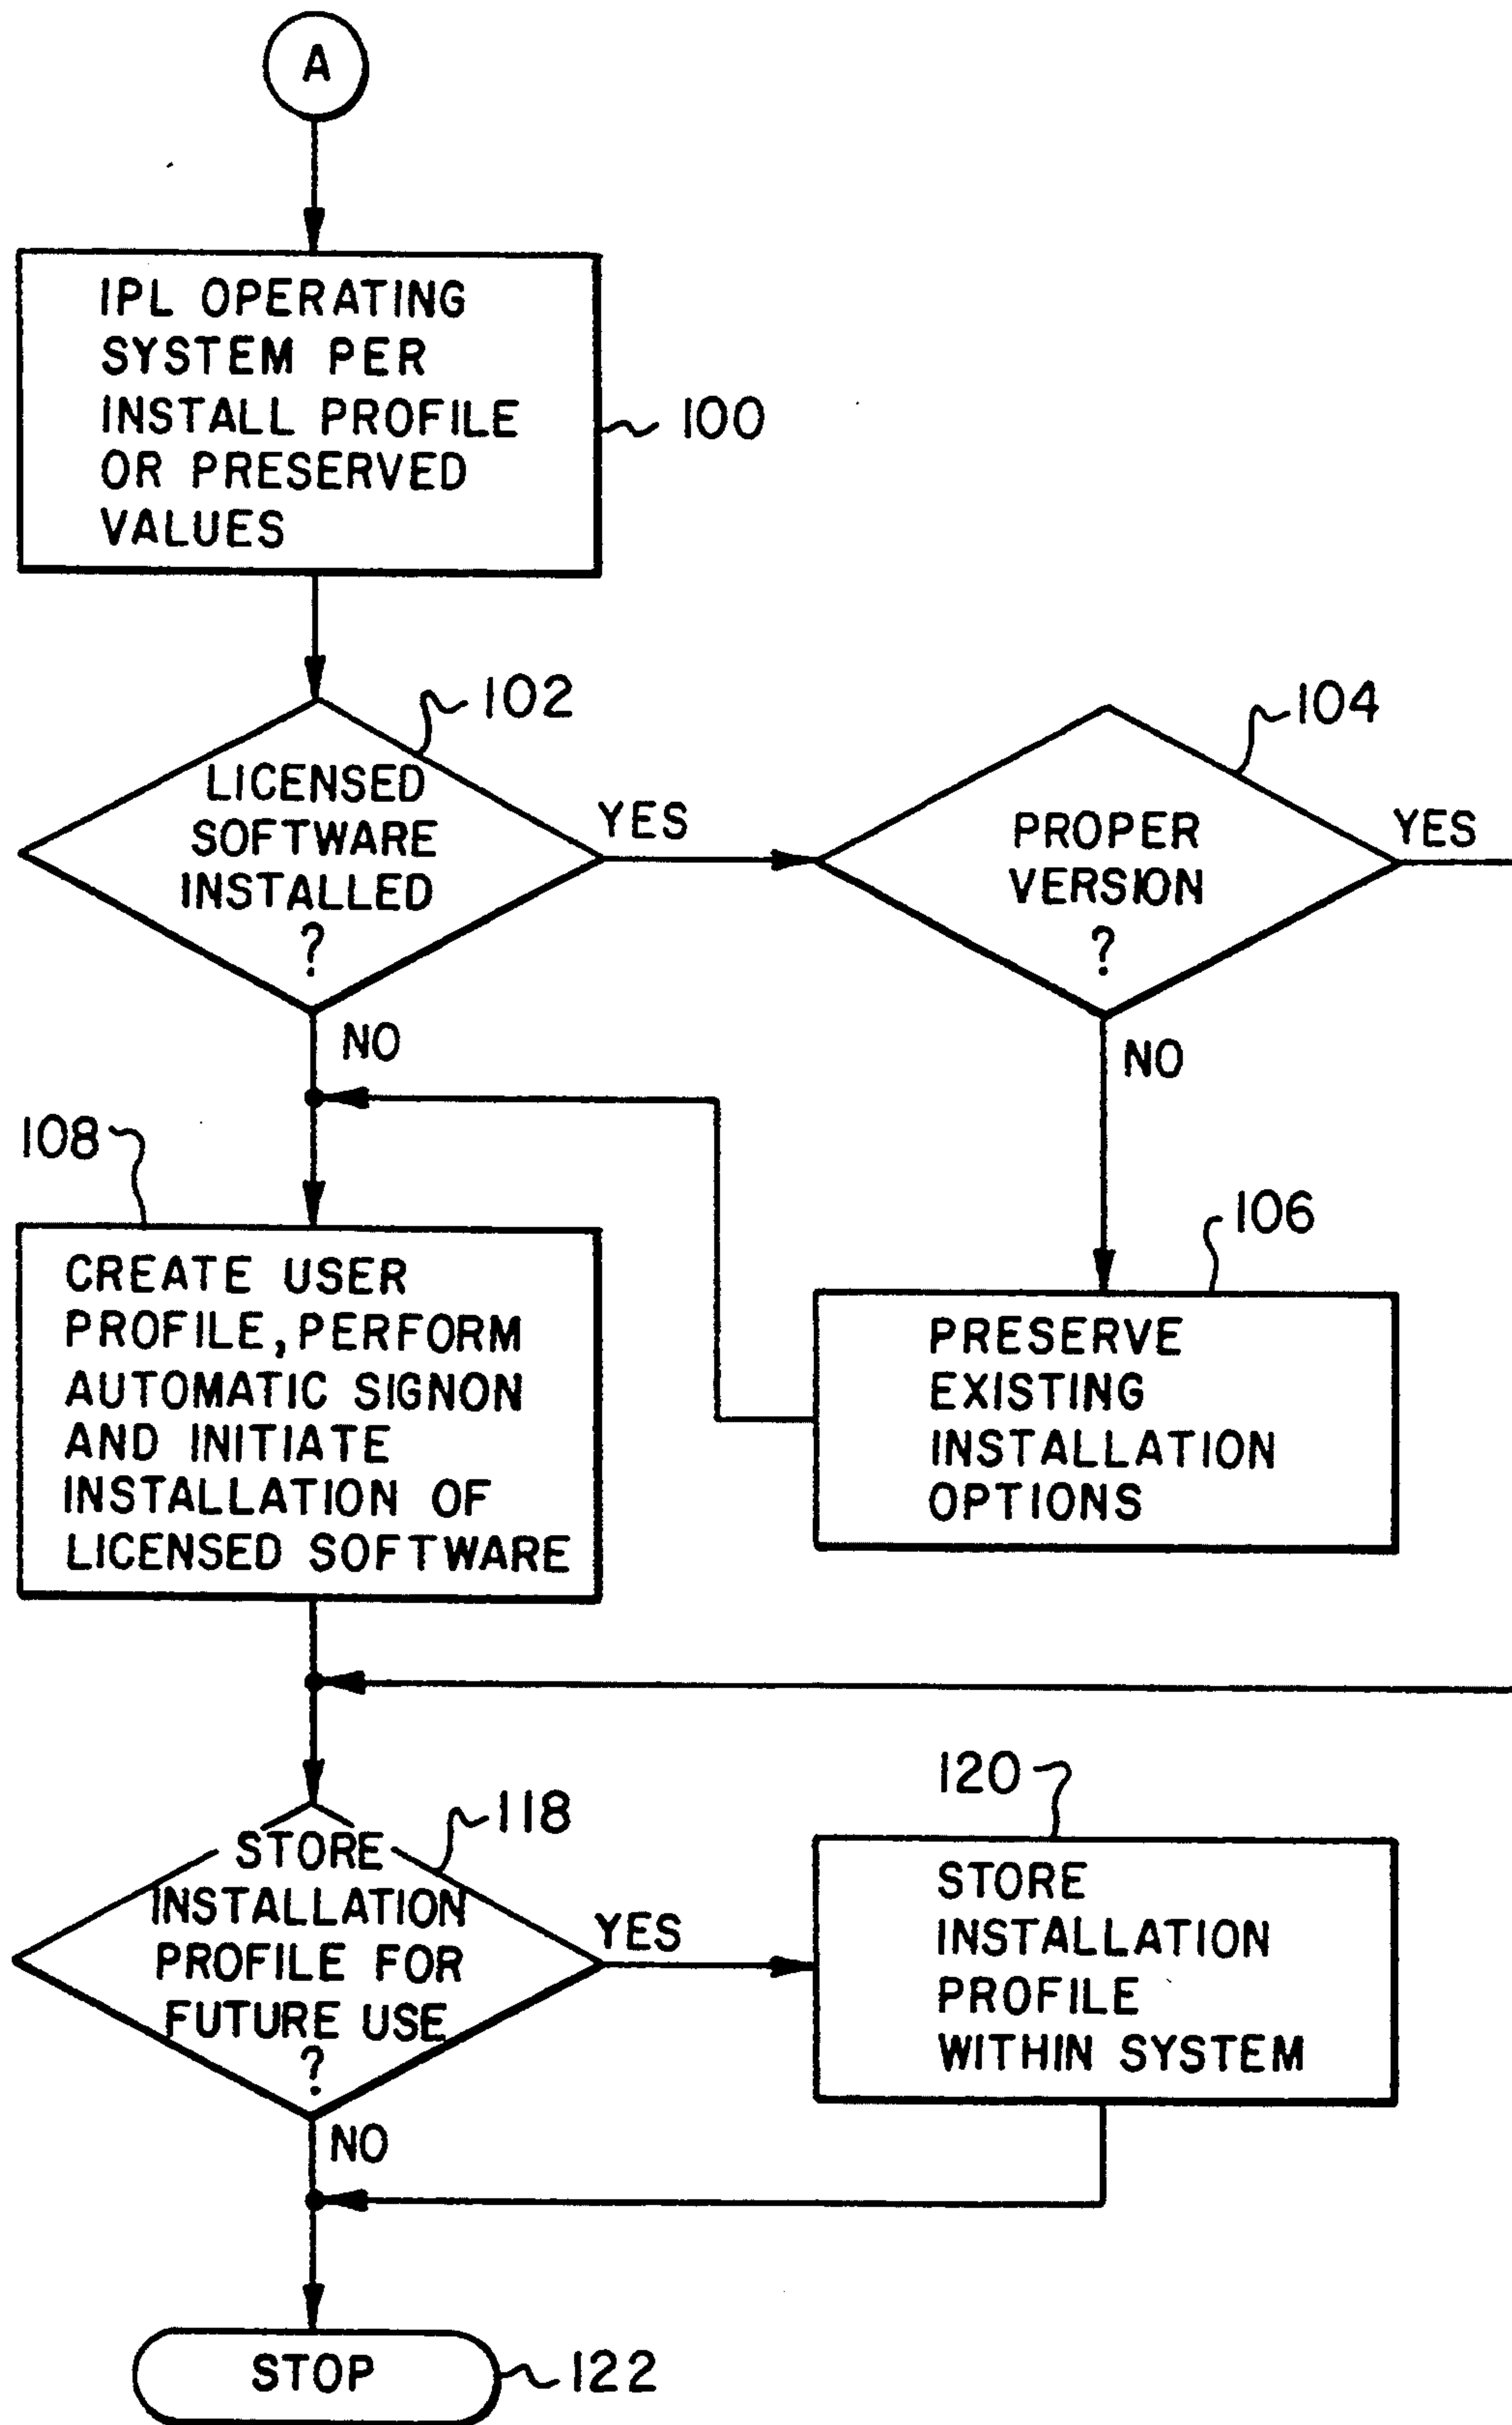 A
IPL OPERATING
SYSTEM PER
INSTALL PROFILE
OR PRESERVED
VALUES
100
102
LICENSED
SOFTWARE
INSTALLED
?
YES
NO
104
PROPER
VERSION
?
YES
NO
106
PRESERVE
EXISTING
INSTALLATION
OPTIONS
108
CREATE USER
PROFILE, PERFORM
AUTOMATIC SIGNON
AND INITIATE
INSTALLATION OF
LICENSED SOFTWARE
118
STORE
INSTALLATION
PROFILE FOR
FUTURE USE
?
YES
NO
120
STORE
INSTALLATION
PROFILE
WITHIN SYSTEM
STOP
122